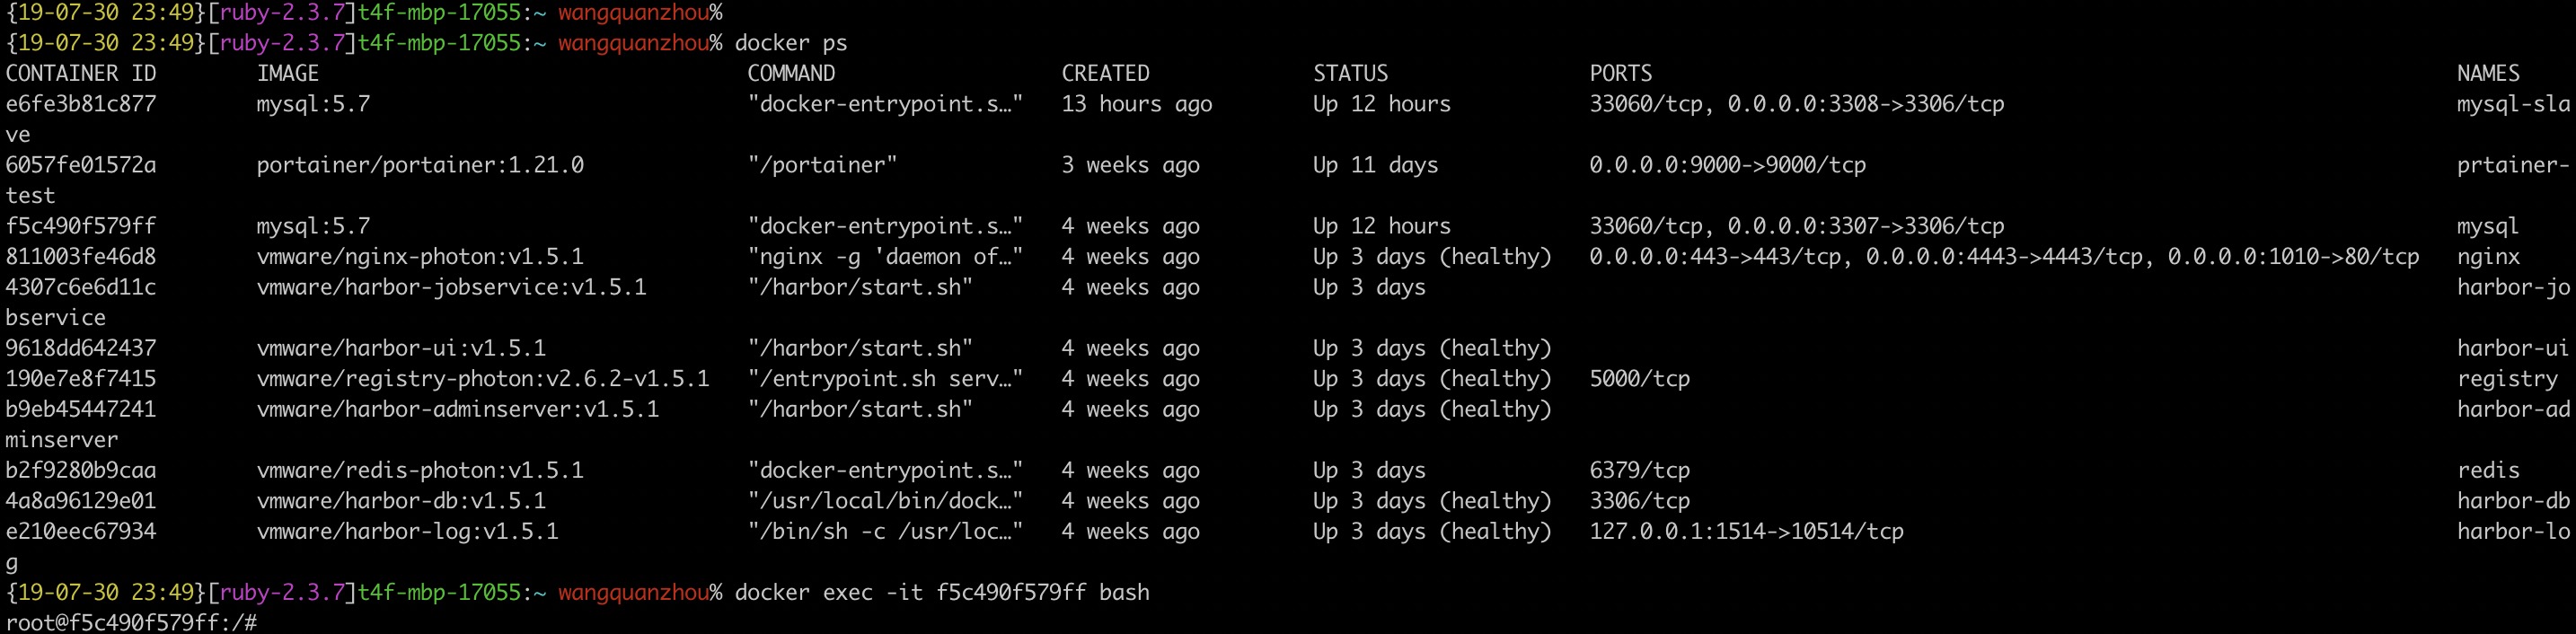 {19-07-30 23:49}[ruby-2.3.7]t4f-mbp-17055:~ wangquanzhou%
{19-07-30 23:49}[ruby-2.3.7]t4f-mbp-17055:~ wangquanzhou% docker ps
CONTAINER ID        IMAGE                                  COMMAND                  CREATED             STATUS                PORTS                                                                NAMES
e6fe3b81c877        mysql:5.7                              "docker-entrypoint.s…"   13 hours ago        Up 12 hours           33060/tcp, 0.0.0.0:3308->3306/tcp                                    mysql-sla
ve
6057fe01572a        portainer/portainer:1.21.0             "/portainer"             3 weeks ago         Up 11 days            0.0.0.0:9000->9000/tcp                                               prtainer-
test
f5c490f579ff        mysql:5.7                              "docker-entrypoint.s…"   4 weeks ago         Up 12 hours           33060/tcp, 0.0.0.0:3307->3306/tcp                                    mysql
811003fe46d8        vmware/nginx-photon:v1.5.1             "nginx -g 'daemon of…"   4 weeks ago         Up 3 days (healthy)   0.0.0.0:443->443/tcp, 0.0.0.0:4443->4443/tcp, 0.0.0.0:1010->80/tcp   nginx
4307c6e6d11c        vmware/harbor-jobservice:v1.5.1        "/harbor/start.sh"       4 weeks ago         Up 3 days                                                                                  harbor-jo
bservice
9618dd642437        vmware/harbor-ui:v1.5.1                "/harbor/start.sh"       4 weeks ago         Up 3 days (healthy)                                                                        harbor-ui
190e7e8f7415        vmware/registry-photon:v2.6.2-v1.5.1   "/entrypoint.sh serv…"   4 weeks ago         Up 3 days (healthy)   5000/tcp                                                             registry
b9eb45447241        vmware/harbor-adminserver:v1.5.1       "/harbor/start.sh"       4 weeks ago         Up 3 days (healthy)                                                                        harbor-ad
minserver
b2f9280b9caa        vmware/redis-photon:v1.5.1             "docker-entrypoint.s…"   4 weeks ago         Up 3 days             6379/tcp                                                             redis
4a8a96129e01        vmware/harbor-db:v1.5.1                "/usr/local/bin/dock…"   4 weeks ago         Up 3 days (healthy)   3306/tcp                                                             harbor-db
e210eec67934        vmware/harbor-log:v1.5.1               "/bin/sh -c /usr/loc…"   4 weeks ago         Up 3 days (healthy)   127.0.0.1:1514->10514/tcp                                            harbor-lo
g
{19-07-30 23:49}[ruby-2.3.7]t4f-mbp-17055:~ wangquanzhou% docker exec -it f5c490f579ff bash
root@f5c490f579ff:/#